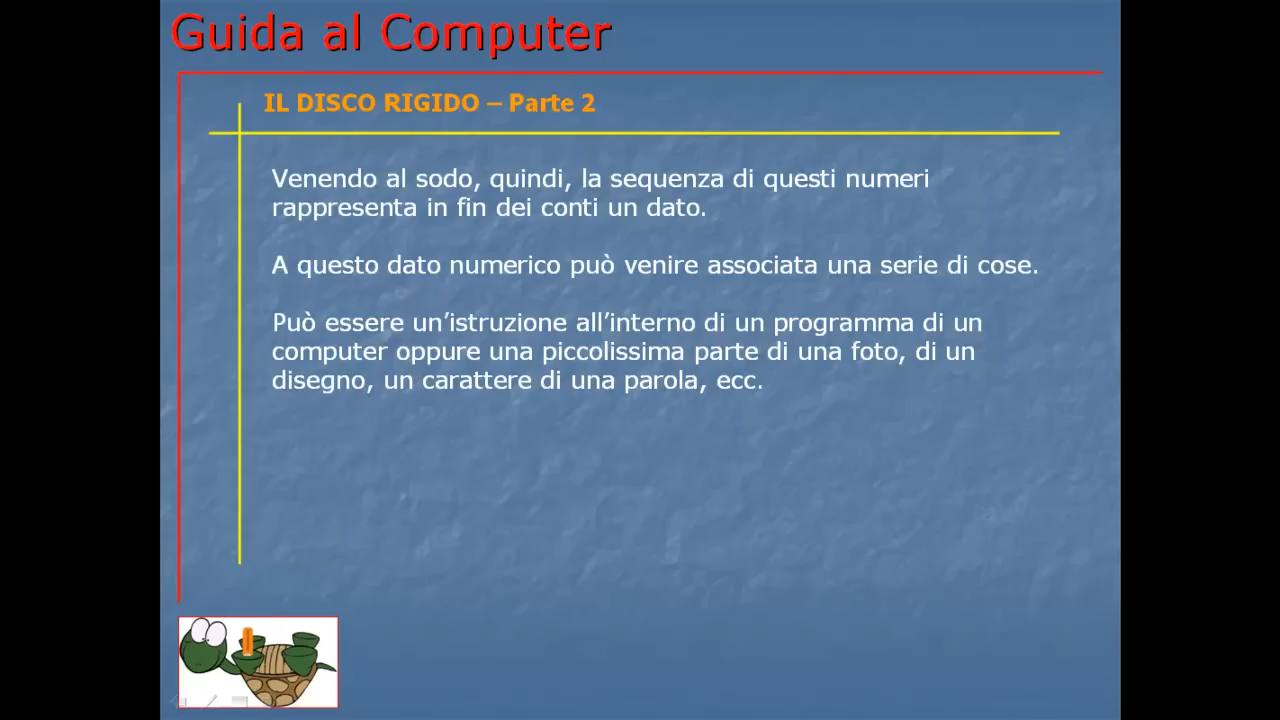 Guida al Computer
IL DISCO RIGIDO – Parte 2
Venendo al sodo, quindi, la sequenza di questi numeri
rappresenta in fin dei conti un dato.
A questo dato numerico può venire associata una serie di cose.
Può essere un’istruzione all’interno di un programma di un
computer oppure una piccolissima parte di una foto, di un
disegno, un carattere di una parola, ecc.